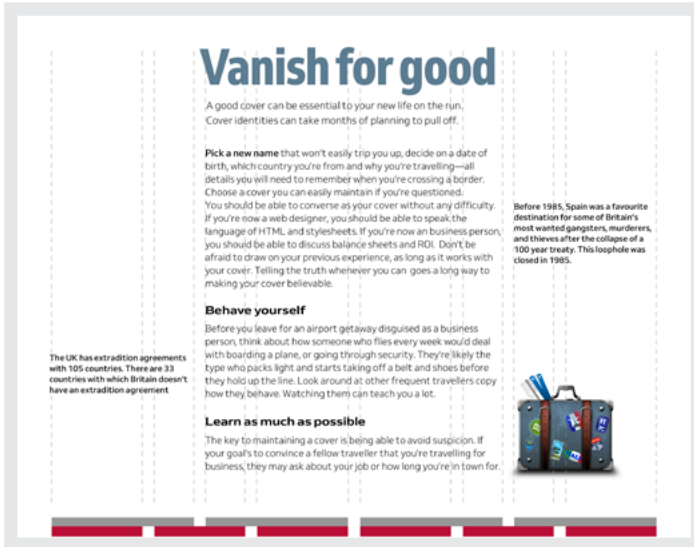 Vanish for good
A good cover can be essential to your new life on the run.
Cover identities can take months of planning to pull off.
Pick a new name that won't easily trip you up, decide on a date of
birth, which country you're from and why you're travelling—all
details you will need to remember when you're crossing a border.
Choose a cover you can easily maintain if you're questioned.
You should be able to converse as your cover without any difficulty.
If you're now a web designer, you should be able to speak the
language of HTML and stylesheets. If you're now an business person,
you should be able to discuss balance sheets and ROI. Don't be
afraid to draw on your previous experience, as long as it works with
your cover. Telling the truth whenever you can goes a long way to
making your cover believable.
Before 1985, Spain was a favourite
destination for some of Britain's
most wanted gangsters, murderers,
and thieves after the collapse of a
100 year treaty. This loophole was
closed in 1985.
Behave yourself
Before you leave for an airport getaway disguised as a business
person, think about how someone who flies every week would deal
with boarding a plane, or going through security. They're likely the
type who packs light and starts taking off a belt and shoes before
they hold up the line. Look around at other frequent travellers copy
how they behave. Watching them can teach you a lot.
The UK has extradition agreements
with 105 countries. There are 33
countries with which Britain doesn't
have an extradition agreement
Learn as much as possible
The key to maintaining a cover is being able to avoid suspicion. If
your goal's to convince a fellow traveller that you're travelling for
business, they may ask about your job or how long you're in town for.